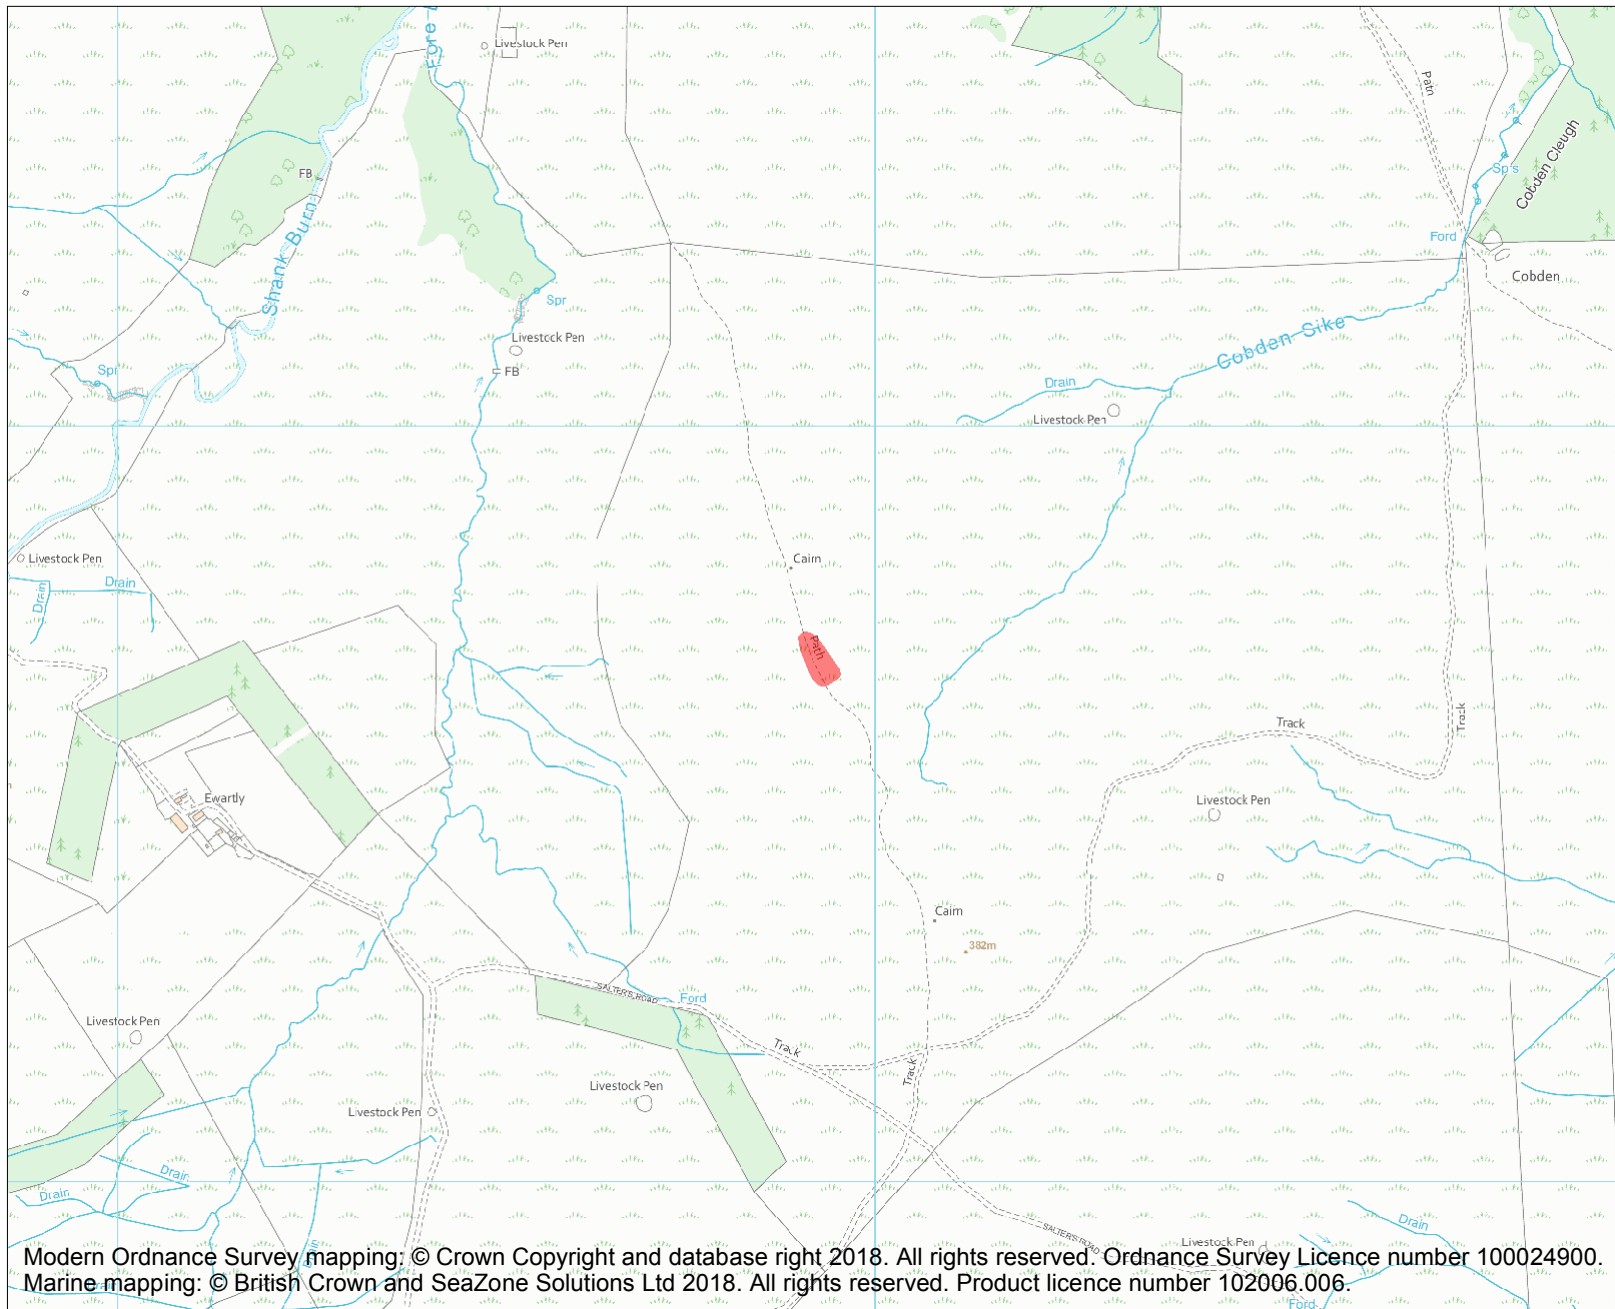 Fore
Livestock Pen
Path
FB
Shank Burn
Cobden Cleugh
Sprs
Ford
Cobden
Spr
Livestock Pen
FB
Spr
Cobden Sike
Drain
Livestock Pen
Livestock Pen
Drain
Drain
Cairn
Path
Track
Track
Ewartly
Livestock Pen
Cairn
382m
SALTER'S ROAD
Ford
Livestock Pen
Track
Track
Livestock Pen
Livestock Pen
Drain
Drain
Drain
Drain
SALTER'S ROAD
Livestock Pen
Modern Ordnance Survey mapping: © Crown Copyright and database right 2018. All rights reserved. Ordnance Survey Licence number 100024900.
Marine mapping: © British Crown and SeaZone Solutions Ltd 2018. All rights reserved. Product licence number 102006.006.
Ford